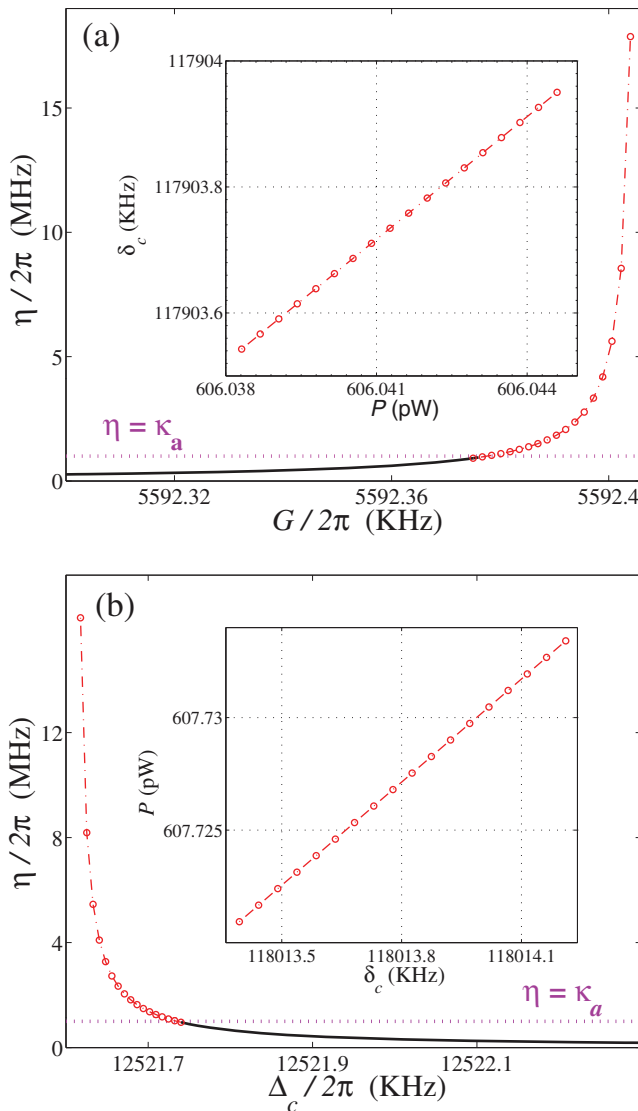 (a)
η / 2π (MHz)
15
10
5
0
η = κa
5592.32
5592.36
5592.4
G / 2π (KHz)
δc (KHz)
117904
117903.8
117903.6
606.038
606.041
606.044
P (pW)
(b)
η / 2π (MHz)
12
8
4
0
η = κa
12521.7
12521.9
12522.1
Δc / 2π (KHz)
P (pW)
607.73
607.725
118013.5
118013.8
118014.1
δc (KHz)